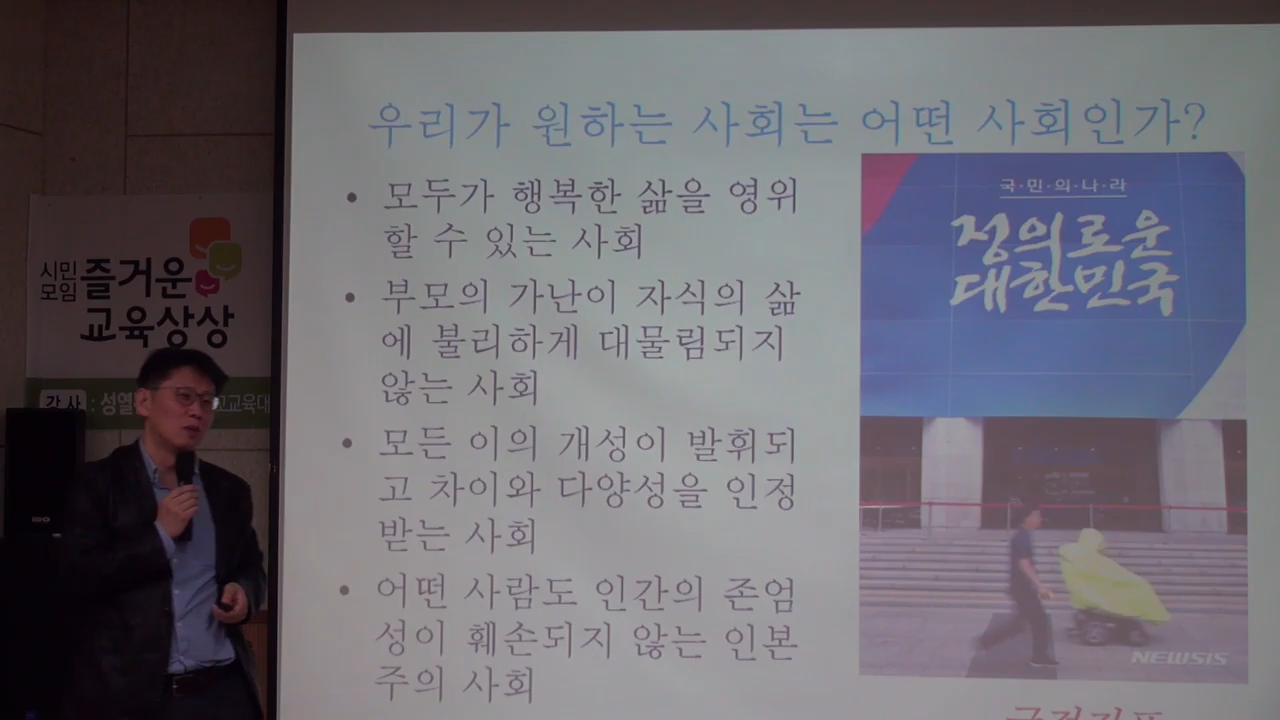 우리가 원하는 사회는 어떤 사회인가?
• 모두가 행복한 삶을 영위
할 수 있는 사회
• 부모의 가난이 자식의 삶
에 불리하게 대물림되지
않는 사회
• 모든 이의 개성이 발휘되
고 차이와 다양성을 인정
받는 사회
• 어떤 사람도 인간의 존엄
성이 훼손되지 않는 인본
주의 사회
국·민·의·나·라
정의로운
대한민국
NEWSIS
시민
모임
즐거운
교육상상
강사 : 성열
고교육대